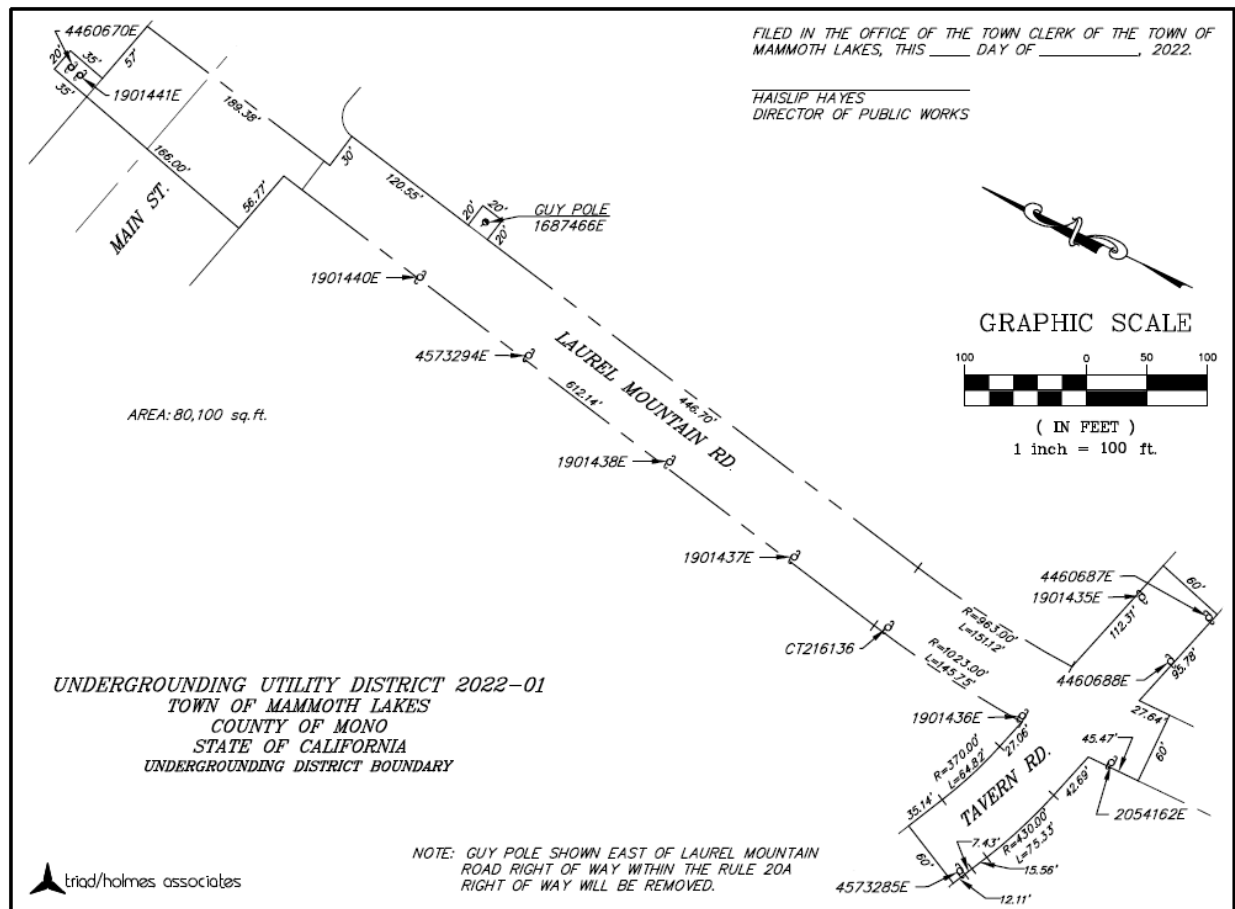 4460670E
20'
35'
57'
1901441E
35'
189.38'
166.00'
30'
MAIN ST.
56.77'
120.55'
20'
20'
20'
GUY POLE
1687466E
FILED IN THE OFFICE OF THE TOWN CLERK OF THE TOWN OF
MAMMOTH LAKES, THIS ____ DAY OF __________, 2022.
HAISLIP HAYES
DIRECTOR OF PUBLIC WORKS
1901440E
4573294E
LAUREL MOUNTAIN RD.
612.14'
446.70'
GRAPHIC SCALE
100 0 50 100
( IN FEET )
1 inch = 100 ft.
AREA: 80,100 sq.ft.
1901438E
1901437E
CT216136
R=963.00'
L=151.12'
R=1023.00'
L=145.75'
4460687E
1901435E
60'
112.31'
4460688E
95.78'
27.64'
60'
45.47'
1901436E
27.06'
R=370.00'
L=64.82'
35.14'
TAVERN RD.
42.69'
2054162E
R=430.00'
L=75.33'
7.43'
15.56'
60'
4573285E
12.11'
UNDERGROUNDING UTILITY DISTRICT 2022-01
TOWN OF MAMMOTH LAKES
COUNTY OF MONO
STATE OF CALIFORNIA
UNDERGROUNDING DISTRICT BOUNDARY
NOTE: GUY POLE SHOWN EAST OF LAUREL MOUNTAIN
ROAD RIGHT OF WAY WITHIN THE RULE 20A
RIGHT OF WAY WILL BE REMOVED.
triad/holmes associates